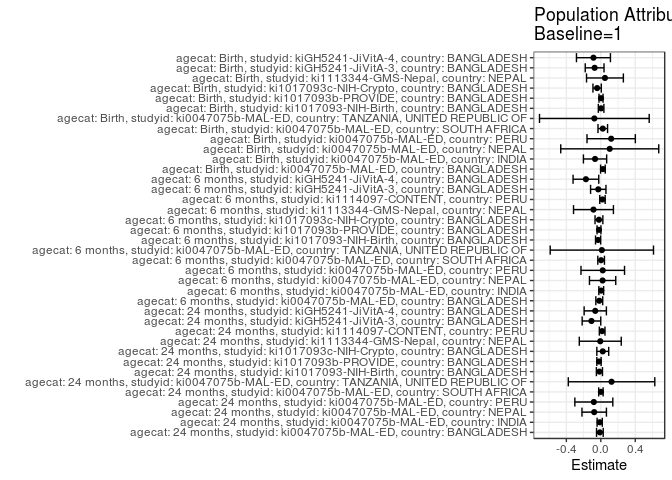 Population Attribu
Baseline=1
agecat: Birth, studyid: kiGH5241-JiVitA-4, country: BANGLADESH
agecat: Birth, studyid: kiGH5241-JiVitA-3, country: BANGLADESH
agecat: Birth, studyid: ki1113344-GMS-Nepal, country: NEPAL
agecat: Birth, studyid: ki1017093c-NIH-Crypto, country: BANGLADESH
agecat: Birth, studyid: ki1017093b-PROVIDE, country: BANGLADESH
agecat: Birth, studyid: ki1017093-NIH-Birth, country: BANGLADESH
agecat: Birth, studyid: ki0047075b-MAL-ED, country: TANZANIA, UNITED REPUBLIC OF
agecat: Birth, studyid: ki0047075b-MAL-ED, country: SOUTH AFRICA
agecat: Birth, studyid: ki0047075b-MAL-ED, country: PERU
agecat: Birth, studyid: ki0047075b-MAL-ED, country: NEPAL
agecat: Birth, studyid: ki0047075b-MAL-ED, country: INDIA
agecat: Birth, studyid: ki0047075b-MAL-ED, country: BANGLADESH
agecat: 6 months, studyid: kiGH5241-JiVitA-4, country: BANGLADESH
agecat: 6 months, studyid: kiGH5241-JiVitA-3, country: BANGLADESH
agecat: 6 months, studyid: ki1114097-CONTENT, country: PERU
agecat: 6 months, studyid: ki1113344-GMS-Nepal, country: NEPAL
agecat: 6 months, studyid: ki1017093c-NIH-Crypto, country: BANGLADESH
agecat: 6 months, studyid: ki1017093b-PROVIDE, country: BANGLADESH
agecat: 6 months, studyid: ki1017093-NIH-Birth, country: BANGLADESH
agecat: 6 months, studyid: ki0047075b-MAL-ED, country: TANZANIA, UNITED REPUBLIC OF
agecat: 6 months, studyid: ki0047075b-MAL-ED, country: SOUTH AFRICA
agecat: 6 months, studyid: ki0047075b-MAL-ED, country: PERU
agecat: 6 months, studyid: ki0047075b-MAL-ED, country: NEPAL
agecat: 6 months, studyid: ki0047075b-MAL-ED, country: INDIA
agecat: 6 months, studyid: ki0047075b-MAL-ED, country: BANGLADESH
agecat: 24 months, studyid: kiGH5241-JiVitA-4, country: BANGLADESH
agecat: 24 months, studyid: kiGH5241-JiVitA-3, country: BANGLADESH
agecat: 24 months, studyid: ki1114097-CONTENT, country: PERU
agecat: 24 months, studyid: ki1113344-GMS-Nepal, country: NEPAL
agecat: 24 months, studyid: ki1017093c-NIH-Crypto, country: BANGLADESH
agecat: 24 months, studyid: ki1017093b-PROVIDE, country: BANGLADESH
agecat: 24 months, studyid: ki1017093-NIH-Birth, country: BANGLADESH
agecat: 24 months, studyid: ki0047075b-MAL-ED, country: TANZANIA, UNITED REPUBLIC OF
agecat: 24 months, studyid: ki0047075b-MAL-ED, country: SOUTH AFRICA
agecat: 24 months, studyid: ki0047075b-MAL-ED, country: PERU
agecat: 24 months, studyid: ki0047075b-MAL-ED, country: NEPAL
agecat: 24 months, studyid: ki0047075b-MAL-ED, country: INDIA
agecat: 24 months, studyid: ki0047075b-MAL-ED, country: BANGLADESH
-0.4 0.0 0.4
Estimate